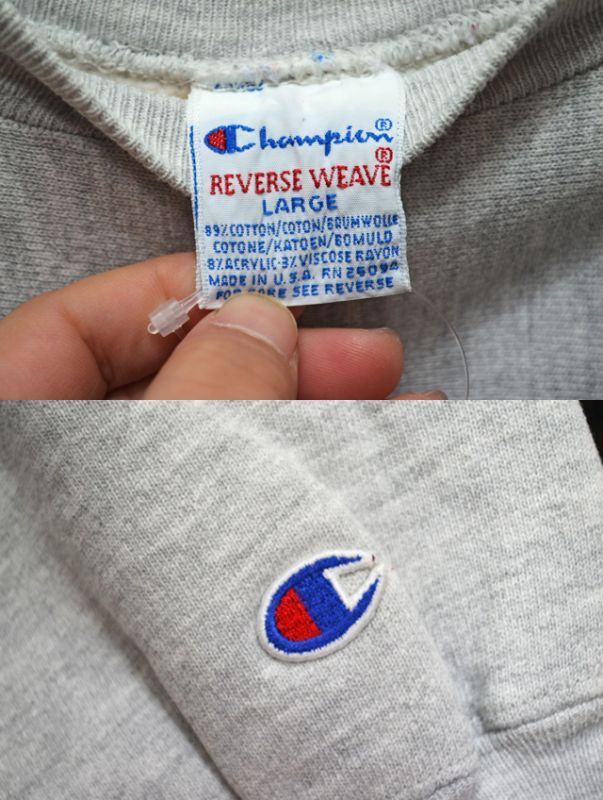 Champion®
®
REVERSE WEAVE
LARGE
89% COTTON/COTON/BAUMWOLLE
COTONE/KATOEN/BOMULD
8% ACRYLIC·3% VISCOSE RAYON
MADE IN U.S.A. RN 26094
FOR CARE SEE REVERSE